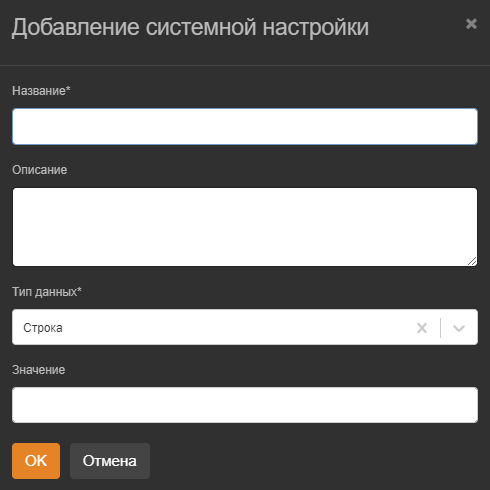 Добавление системной настройки
Название*
Описание
Тип данных*
Строка
Значение
OK
Отмена